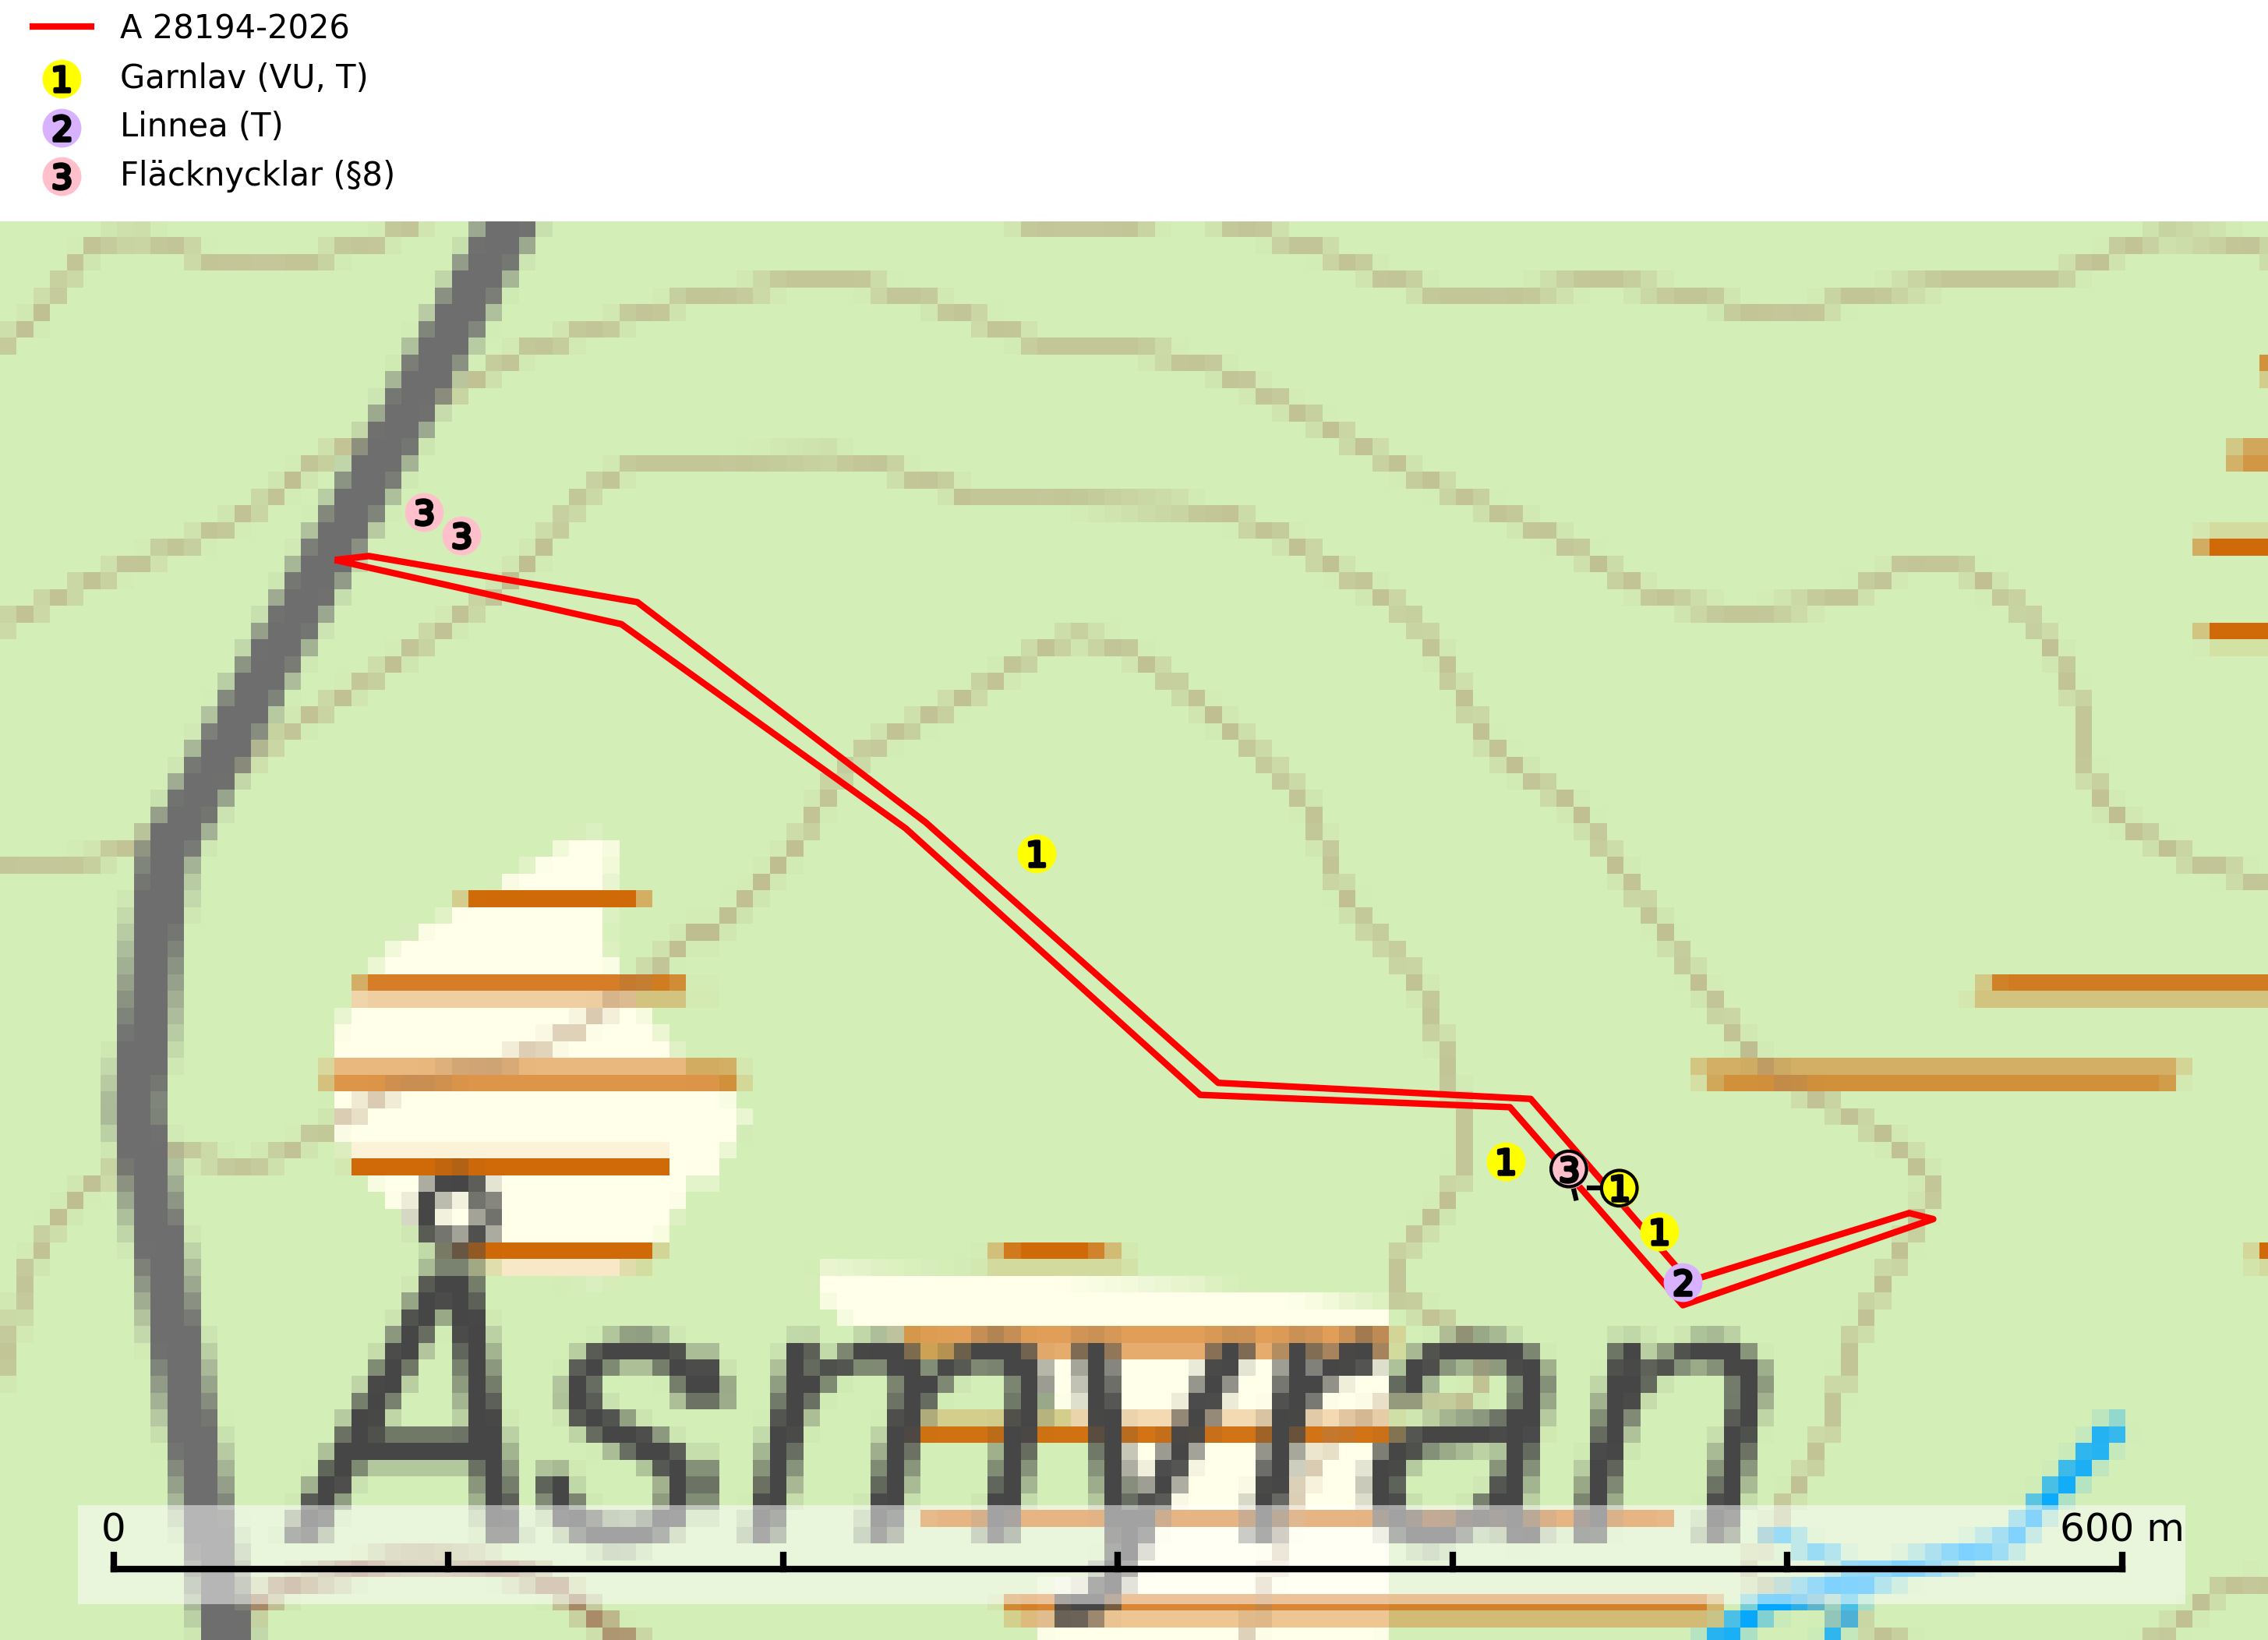 A 28194-2026
1 Garnlav (VU, T)
2 Linnea (T)
3 Fläcknycklar (§8)
3
3
1
1
3
1
1
2
Åsmyran
0 600 m